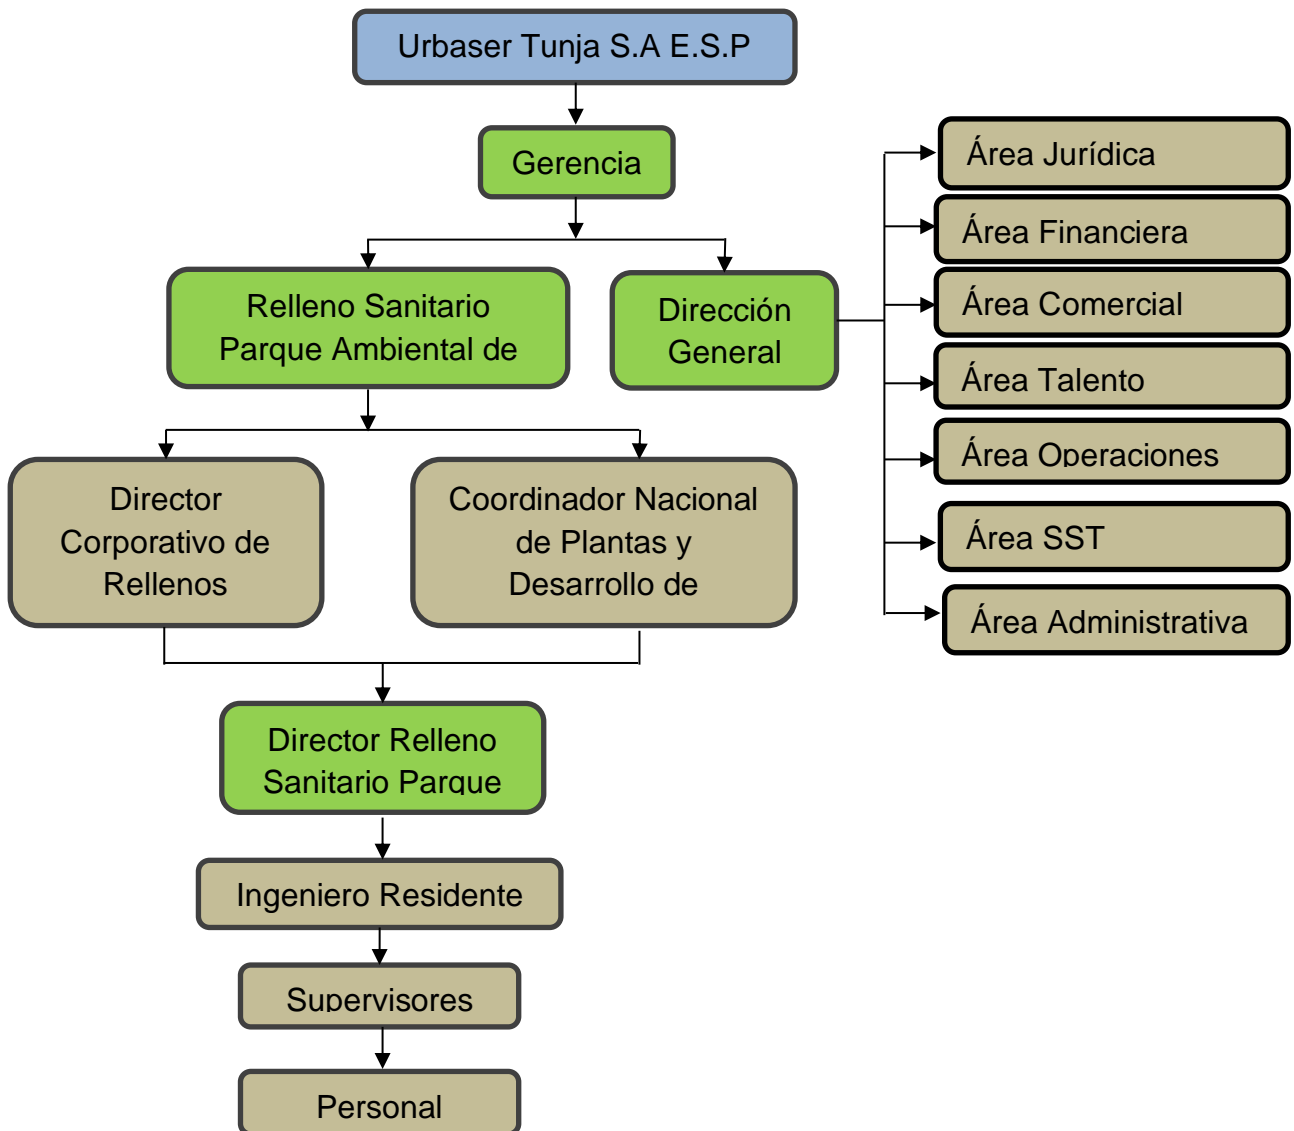 Urbaser Tunja S.A E.S.P
Gerencia
Relleno Sanitario
Parque Ambiental de
Dirección
General
Área Jurídica
Área Financiera
Área Comercial
Área Talento
Área Operaciones
Área SST
Área Administrativa
Director
Corporativo de
Rellenos
Coordinador Nacional
de Plantas y
Desarrollo de
Director Relleno
Sanitario Parque
Ingeniero Residente
Supervisores
Personal